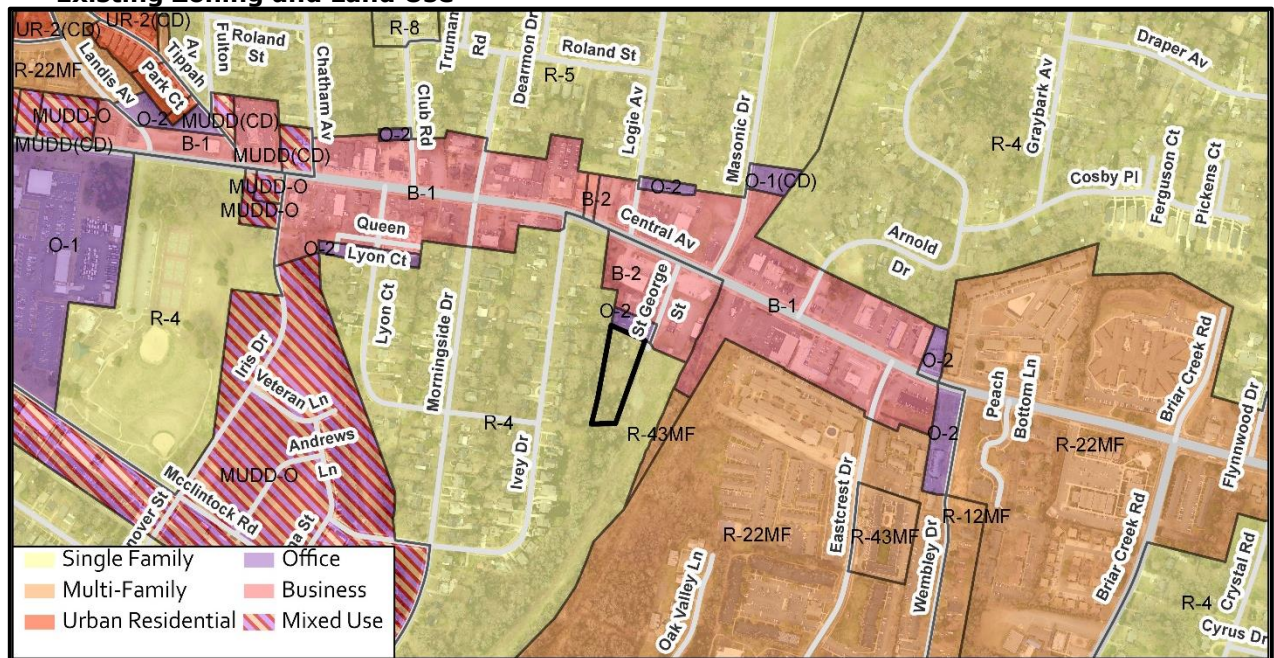 Existing Zoning and Land Use
UR-2(CD)
UR-2(CD)
R-22MF
Landis Av
Park Ct
Tippah Av
Fulton
Roland St
Chatham Av
R-8
Club Rd
Truman Rd
Dearmon Dr
Roland St
R-5
Logie Av
Masonic Dr
Draper Av
Graybark Av
R-4
Ferguson Ct
Pickens Ct
Cosby Pl
MUDD-O
MUDD(CD)
O-2
MUDD(CD)
B-1
MUDD(CD)
MUDD-O
MUDD-O
O-2
B-1
B-2
O-2
O-1(CD)
Central Av
Queen
O-2
Lyon Ct
Arnold Dr
O-1
R-4
B-2
O-2
St George St
B-1
O-2
Lyon Ct
Morningside Dr
Iris Dr
Veteran Ln
Andrews Ln
R-4
Ivey Dr
R-43MF
Peach Bottom Ln
Briar Creek Rd
Flynnwood Dr
O-2
R-22MF
MUDD-O
Mcclintock Rd
nover St
na St
R-22MF
Eastcrest Dr
R-43MF
Wembley Dr
R-12MF
Briar Creek Rd
Oak Valley Ln
R-4
Crystal Rd
Cyrus Dr
Single Family
Multi-Family
Urban Residential
Office
Business
Mixed Use